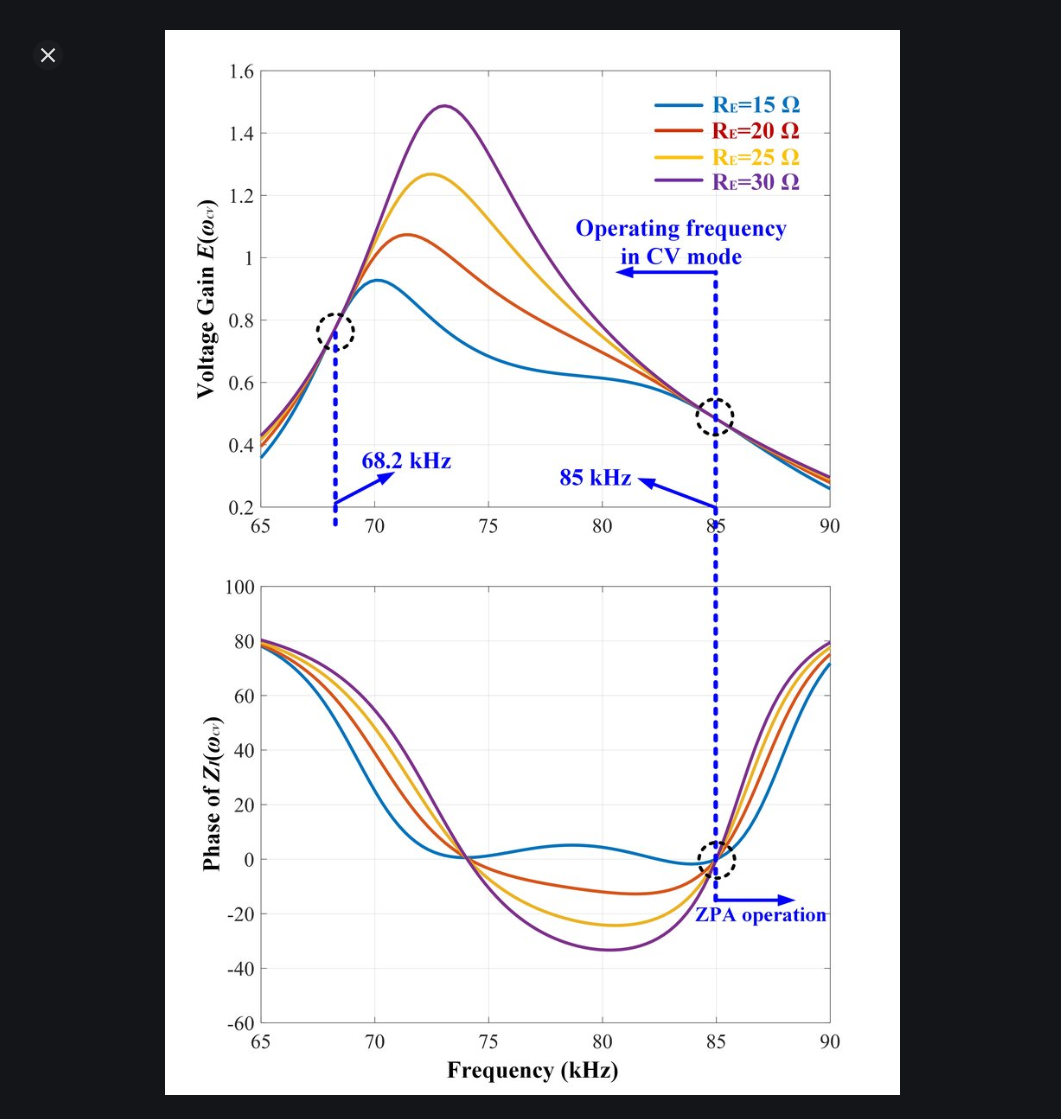 1.6
1.4
1.2
1
0.8
0.6
0.4
0.2
Voltage Gain E(ωcv)
RE=15 Ω
RE=20 Ω
RE=25 Ω
RE=30 Ω
Operating frequency
in CV mode
68.2 kHz
85 kHz
65 70 75 80 85 90
100
80
60
40
20
0
-20
-40
-60
Phase of ZI(ωcv)
ZPA operation
65 70 75 80 85 90
Frequency (kHz)